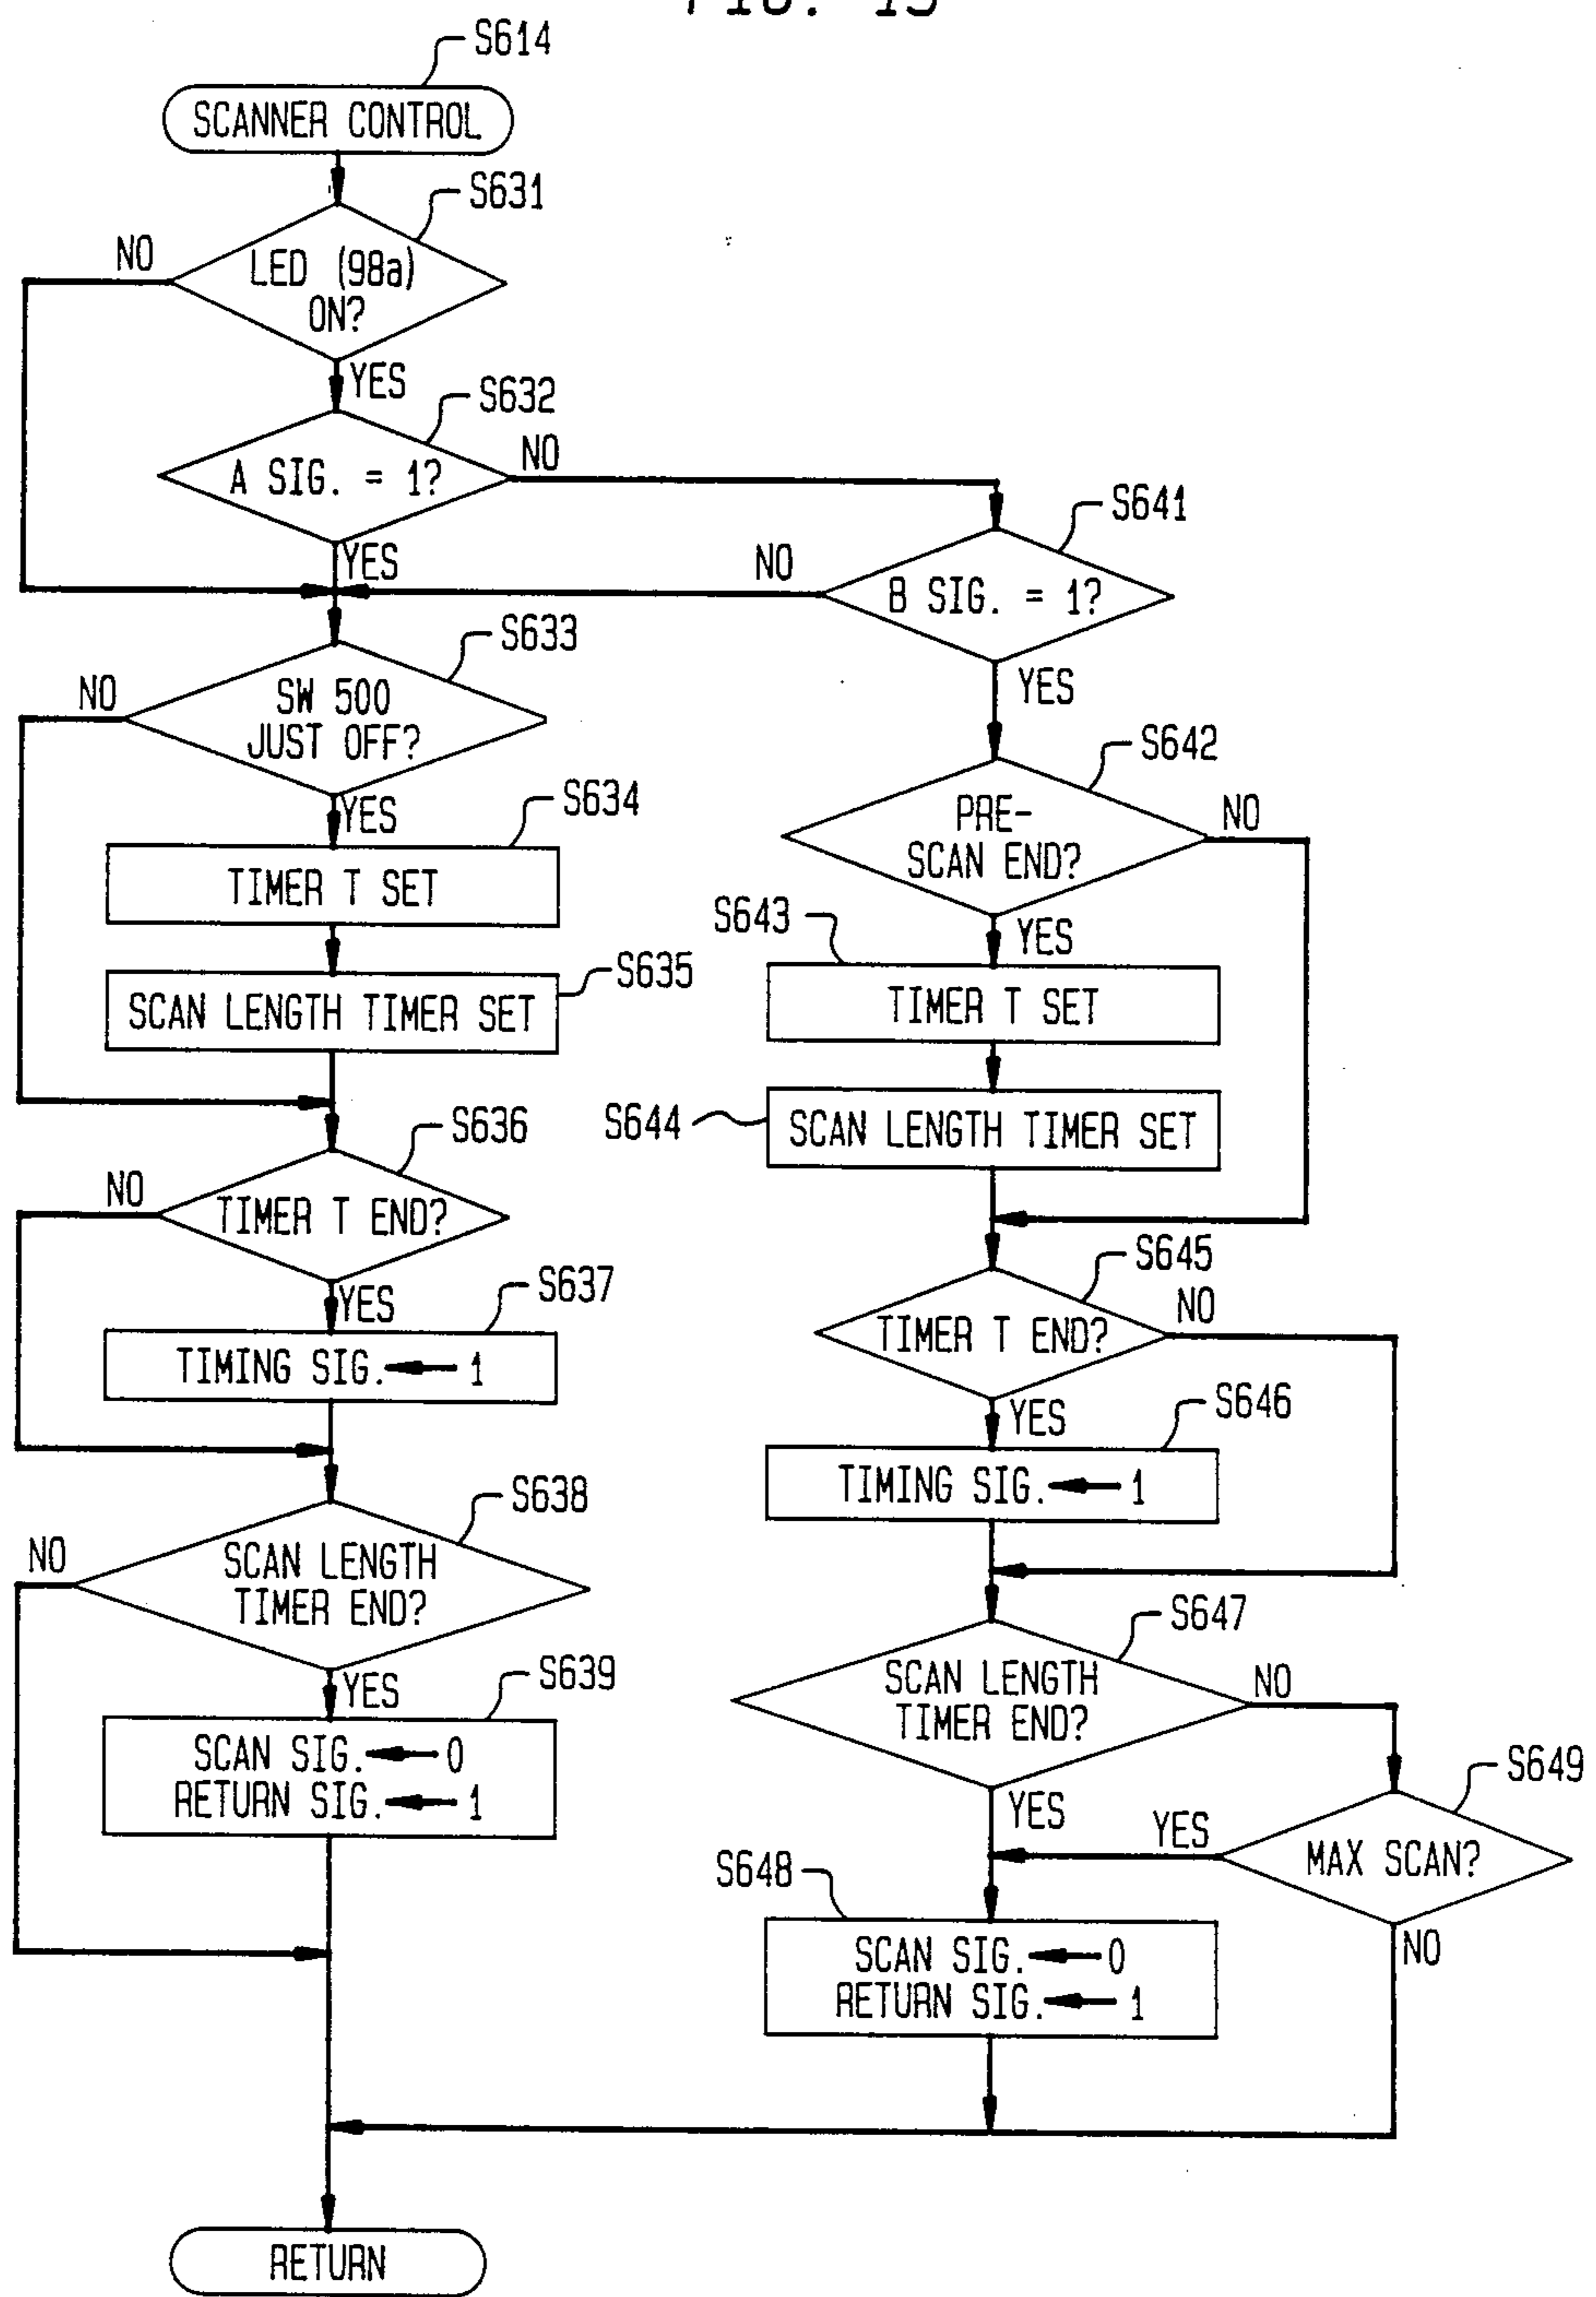 S614
SCANNER CONTROL
S631
NO
LED (98a)
ON?
YES
S632
NO
A SIG. = 1?
YES
S641
NO
B SIG. = 1?
YES
S633
NO
SW 500
JUST OFF?
YES
S634
TIMER T SET
S635
SCAN LENGTH TIMER SET
S636
NO
TIMER T END?
YES
S637
TIMING SIG. ← 1
S638
NO
SCAN LENGTH
TIMER END?
YES
S639
SCAN SIG. ← 0
RETURN SIG. ← 1
S642
PRE-
SCAN END?
NO
YES
S643
TIMER T SET
S644
SCAN LENGTH TIMER SET
S645
TIMER T END?
NO
YES
S646
TIMING SIG. ← 1
S647
SCAN LENGTH
TIMER END?
NO
YES
S649
MAX SCAN?
YES
NO
S648
SCAN SIG. ← 0
RETURN SIG. ← 1
RETURN